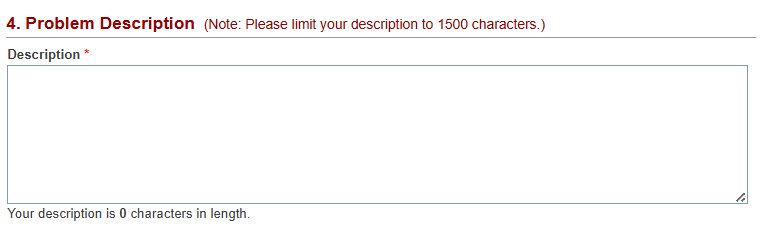 4. Problem Description (Note: Please limit your description to 1500 characters.)
Description *
Your description is 0 characters in length.